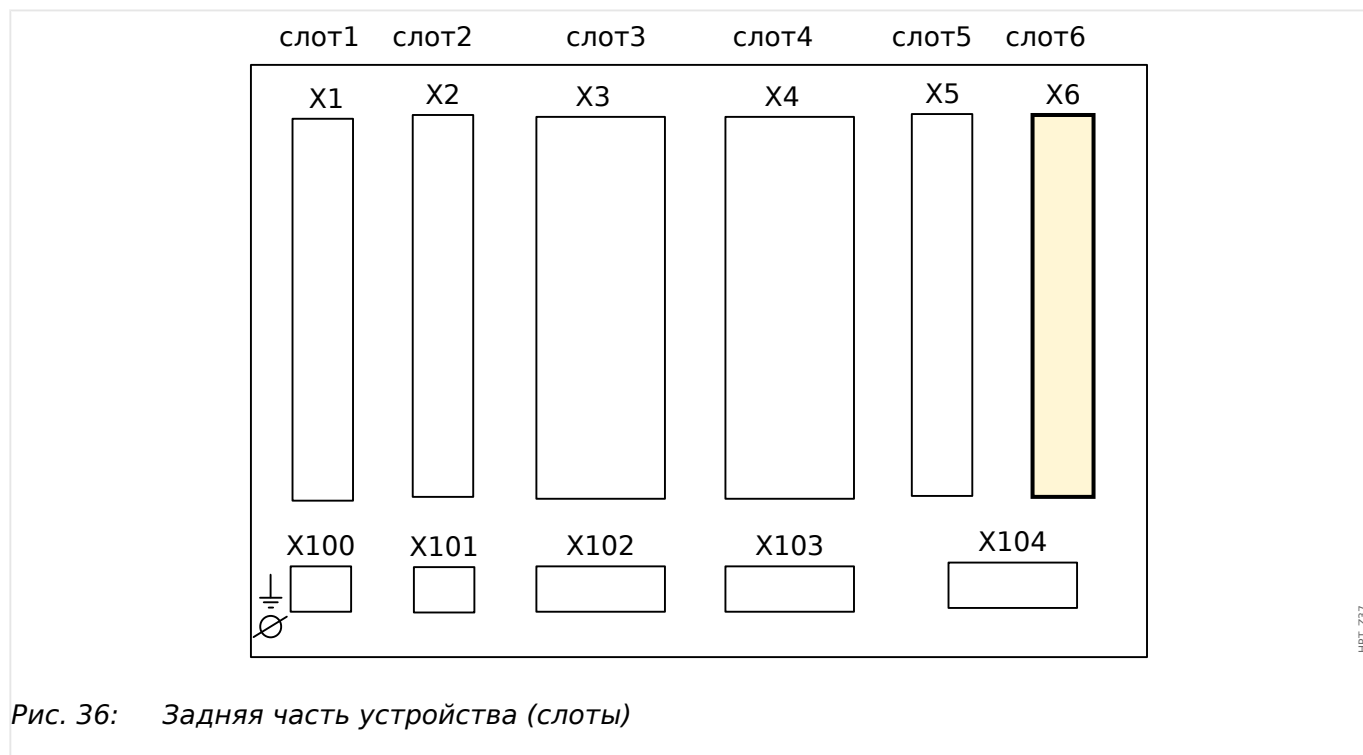 слот1 слот2 слот3 слот4 слот5 слот6
X1 X2 X3 X4 X5 X6
X100 X101 X102 X103 X104
Рис. 36: Задняя часть устройства (слоты)